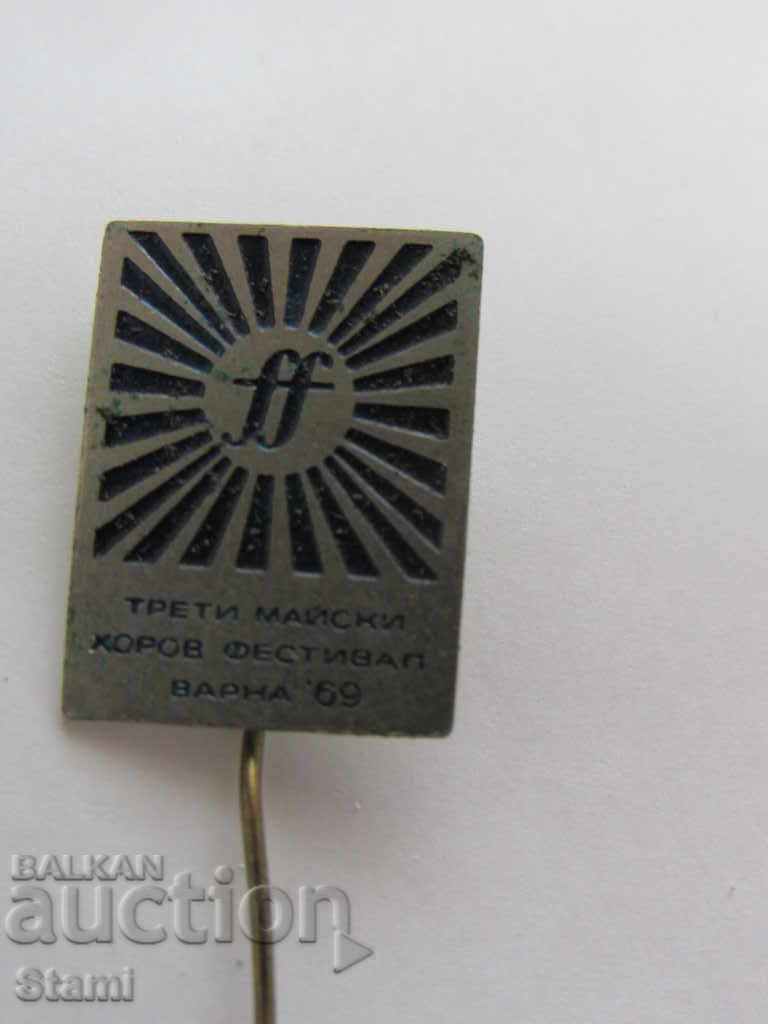 ff
ТРЕТИ МАЙСКИ
ХОРОВ ФЕСТИВАЛ
ВАРНА '69
BALKAN
auction
Stami